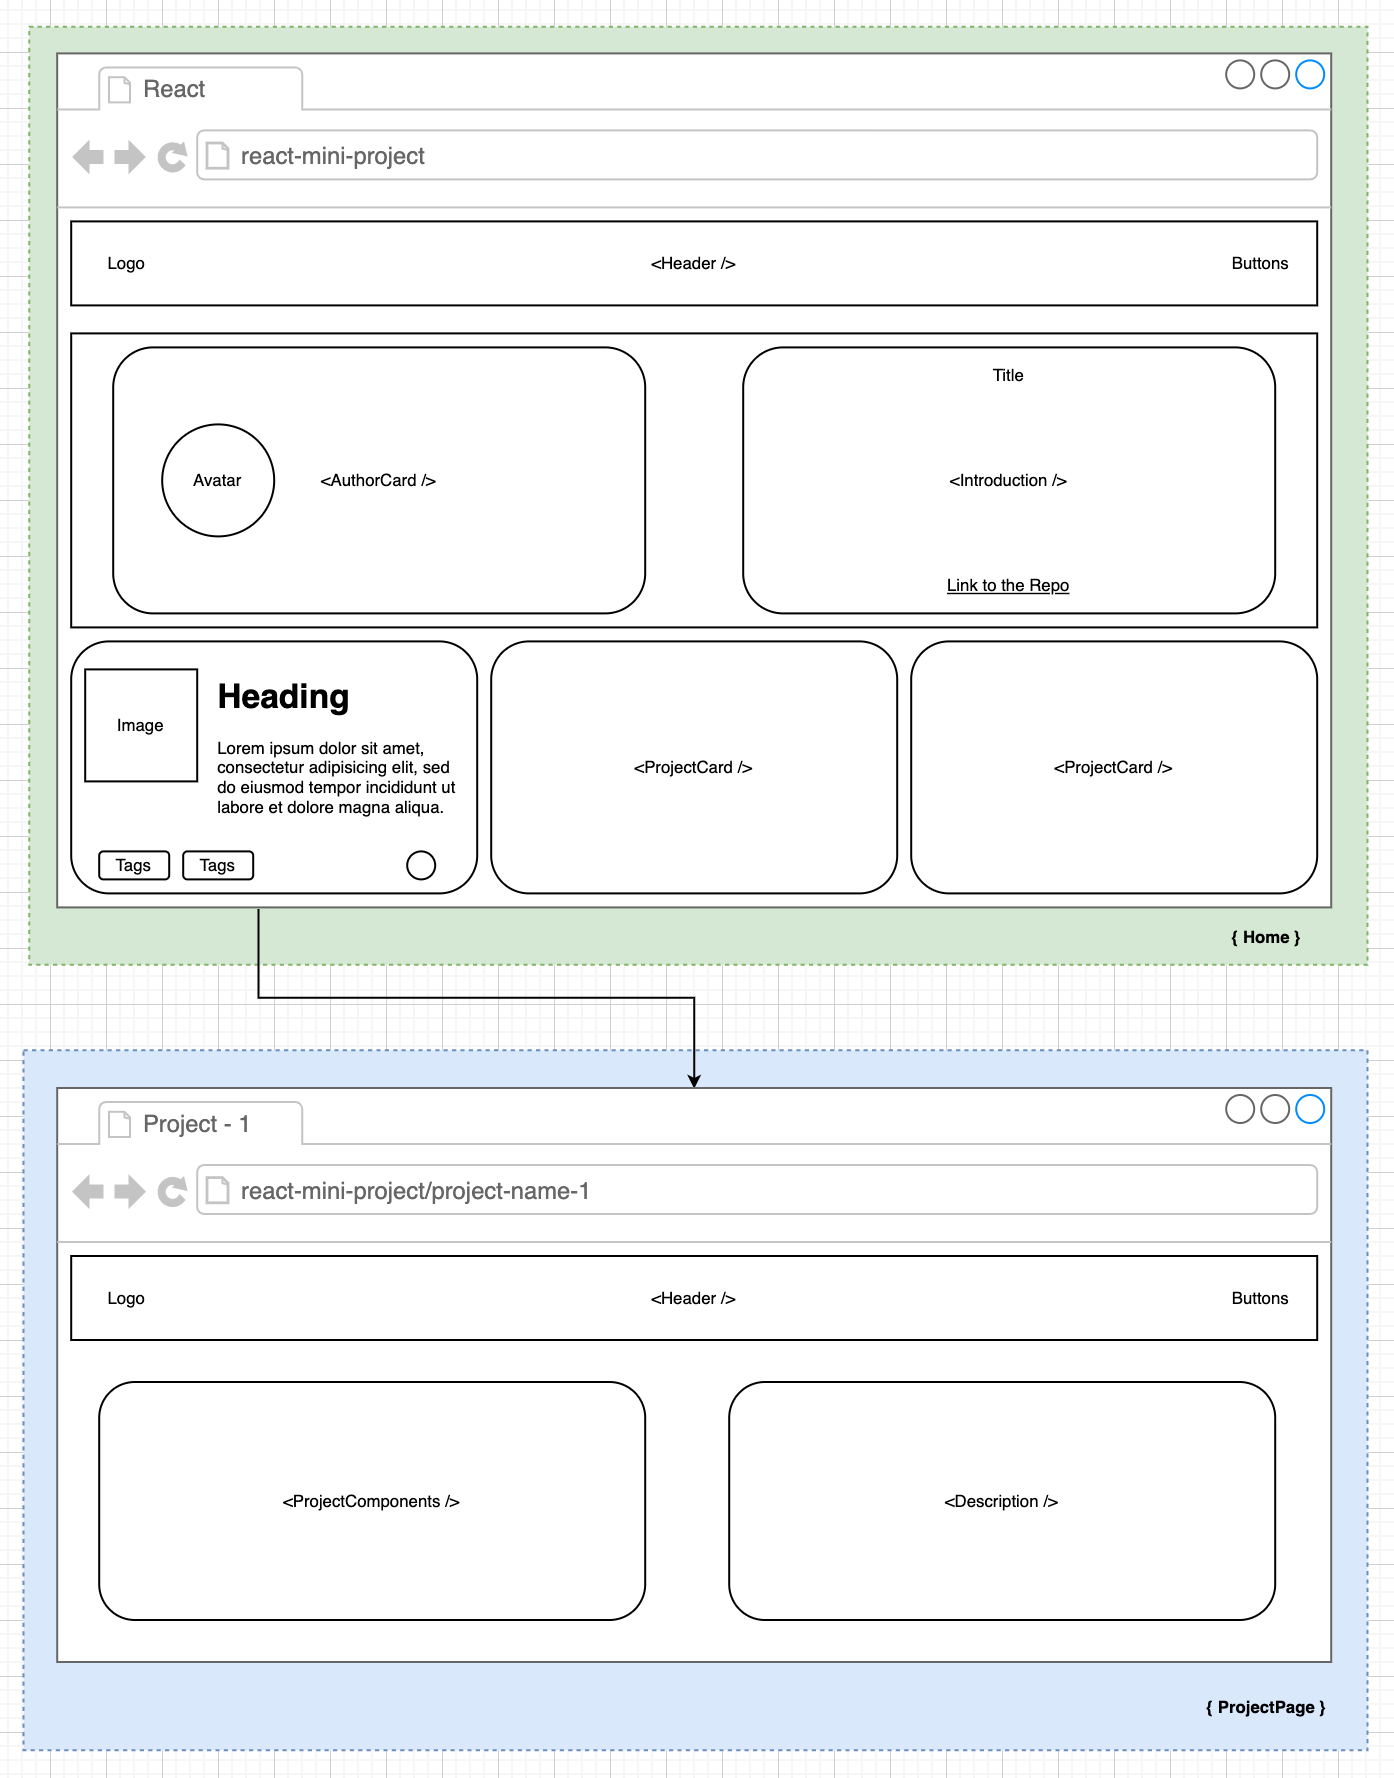 React
react-mini-project
Logo
<Header />
Buttons
Avatar
<AuthorCard />
Title
<Introduction />
Link to the Repo
Image
Heading
Lorem ipsum dolor sit amet,
consectetur adipisicing elit, sed
do eiusmod tempor incididunt ut
labore et dolore magna aliqua.
Tags
Tags
<ProjectCard />
<ProjectCard />
{ Home }
Project - 1
react-mini-project/project-name-1
Logo
<Header />
Buttons
<ProjectComponents />
<Description />
{ ProjectPage }